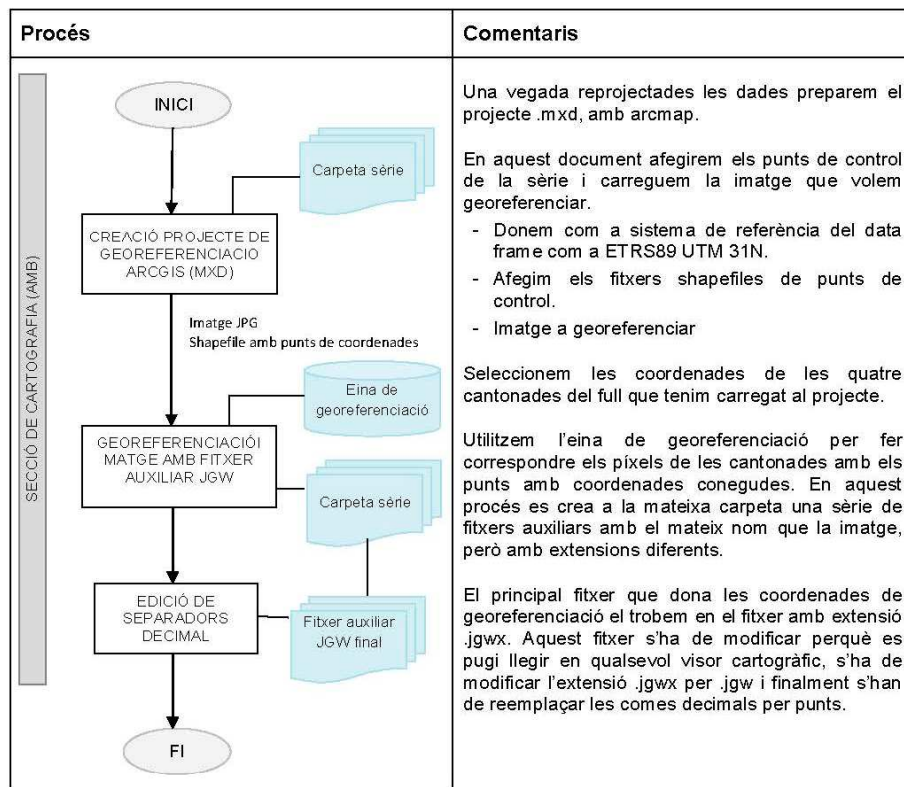 Procés
Comentaris
SECCIÓ DE CARTOGRAFIA (AMB)
INICI
Carpeta sèrie
CREACIÓ PROJECTE DE
GEOREFERENCIACIO
ARCGIS (MXD)
Imatge JPG
Shapefile amb punts de coordenades
Eina de
georeferenciació
GEOREFERENCIACIÓI
MATGE AMB FITXER
AUXILIAR JGW
Carpeta sèrie
EDICIÓ DE
SEPARADORS
DECIMAL
Fitxer auxiliar
JGW final
FI
Una vegada reprojectades les dades preparem el
projecte .mxd, amb arcmap.
En aquest document afegirem els punts de control
de la sèrie i carreguem la imatge que volem
georeferenciar.
- Donem com a sistema de referència del data
frame com a ETRS89 UTM 31N.
- Afegim els fitxers shapefiles de punts de
control.
- Imatge a georeferenciar
Seleccionem les coordenades de les quatre
cantonades del full que tenim carregat al projecte.
Utilitzem l'eina de georeferenciació per fer
correspondre els píxels de les cantonades amb els
punts amb coordenades conegudes. En aquest
procés es crea a la mateixa carpeta una sèrie de
fitxers auxiliars amb el mateix nom que la imatge,
però amb extensions diferents.
El principal fitxer que dona les coordenades de
georeferenciació el trobem en el fitxer amb extensió
.jgwx. Aquest fitxer s'ha de modificar perquè es
pugi llegir en qualsevol visor cartogràfic, s'ha de
modificar l'extensió .jgwx per .jgw i finalment s'han
de reemplaçar les comes decimals per punts.